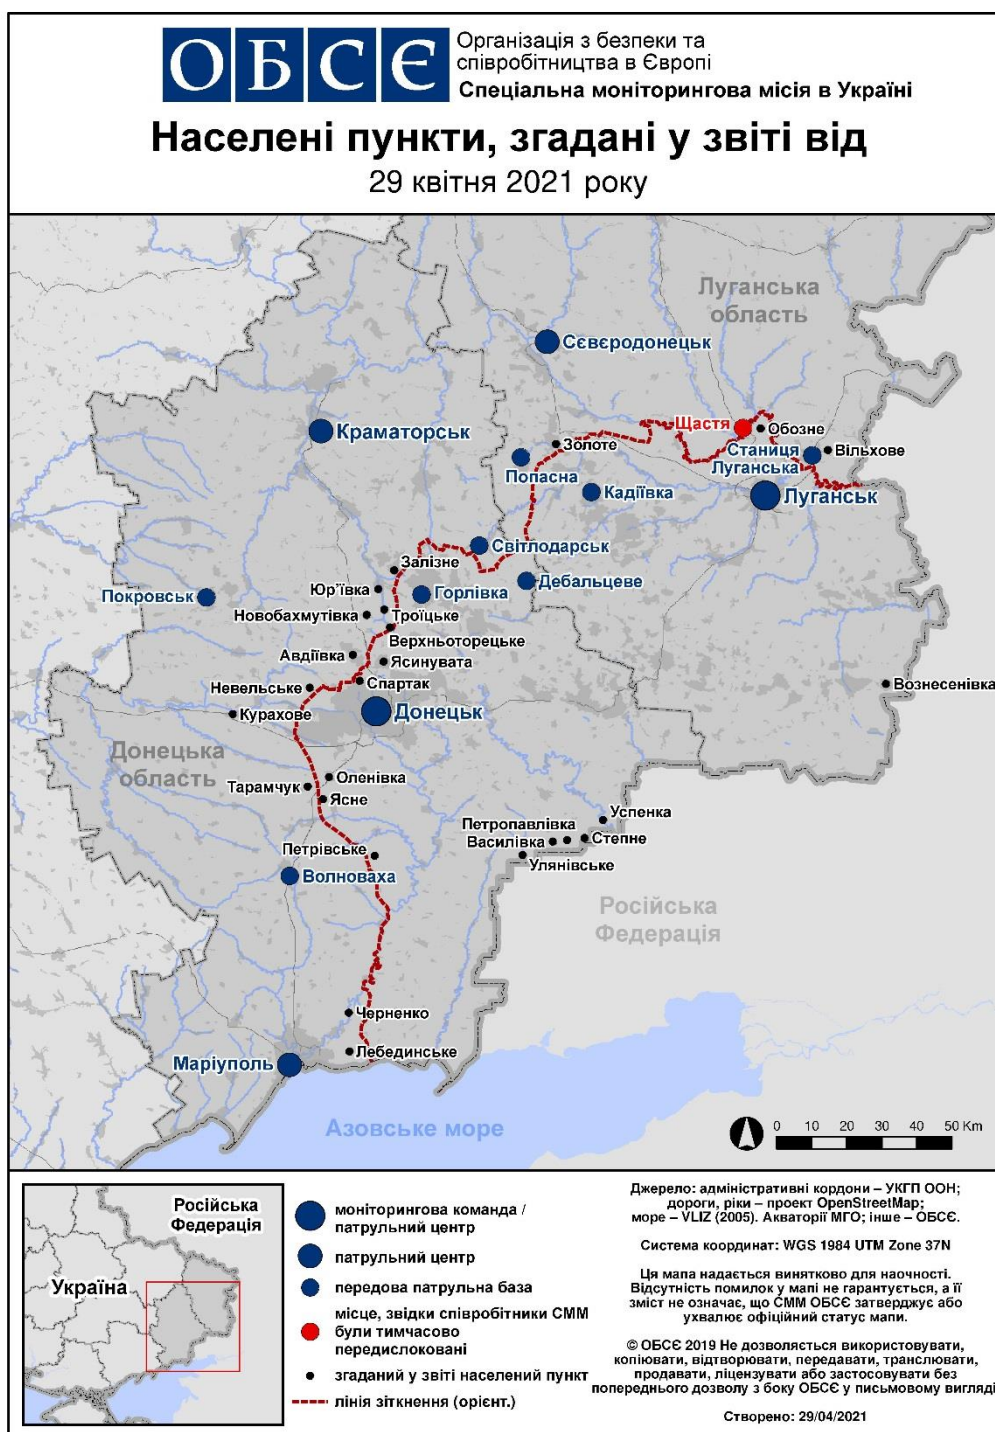 ОБСЄ
Організація з безпеки та
співробітництва в Європі
Спеціальна моніторингова місія в Україні
Населені пункти, згадані у звіті від
29 квітня 2021 року
Луганська
область
Сєвєродонецьк
Щастя
Обозне
Краматорськ
Золоте
Станиця
Луганська
Вільхове
Попасна
Кадіївка
Луганськ
Світлодарськ
Залізне
Дебальцеве
Юр'ївка
Горлівка
Покровськ
Новобахмутівка
Троїцьке
Верхньоторецьке
Авдіївка
Ясинувата
Спартак
Невельське
Вознесенівка
Курахове
Донецьк
Донецька
область
Оленівка
Тарамчук
Ясне
Успенка
Петропавлівка
Василівка
Степне
Петрівське
Улянівське
Волноваха
Російська
Федерація
Черненко
Лебединське
Маріуполь
Азовське море
0 10 20 30 40 50 Km
Російська
Федерація
Україна
моніторингова команда /
патрульний центр
патрульний центр
передова патрульна база
місце, звідки співробітники СММ
були тимчасово
передислоковані
згаданий у звіті населений пункт
лінія зіткнення (орієнт.)
Джерело: адміністративні кордони – УКГП ООН;
дороги, ріки – проект OpenStreetMap;
море – VLIZ (2005). Акваторії МГО; інше – ОБСЄ.
Система координат: WGS 1984 UTM Zone 37N
Ця мапа надається винятково для наочності.
Відсутність помилок у мапі не гарантується, а її
зміст не означає, що СММ ОБСЄ затверджує або
ухвалює офіційний статус мапи.
© ОБСЄ 2019 Не дозволяється використовувати,
копіювати, відтворювати, передавати, транслювати,
продавати, ліцензувати або застосовувати без
попереднього дозволу з боку ОБСЄ у письмовому вигляді
Створено: 29/04/2021